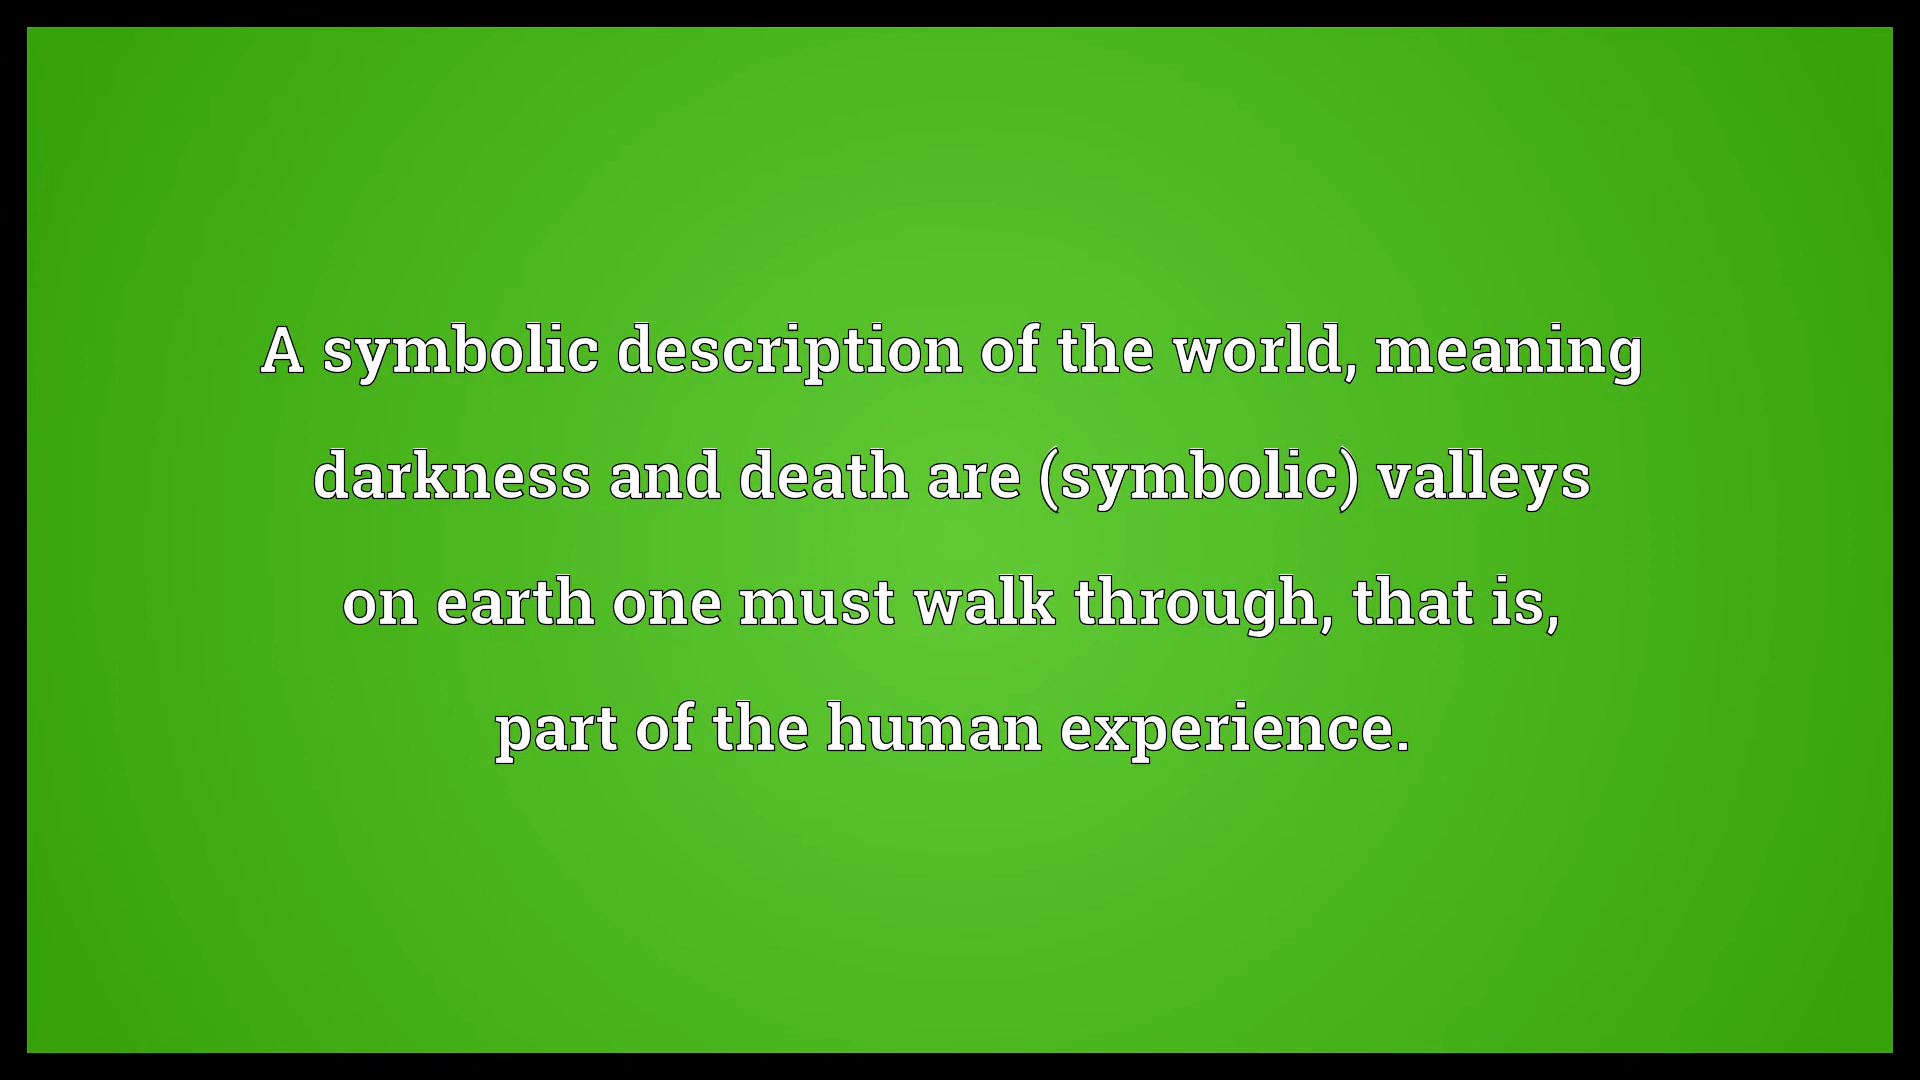 A symbolic description of the world, meaning
darkness and death are (symbolic) valleys
on earth one must walk through, that is,
part of the human experience.